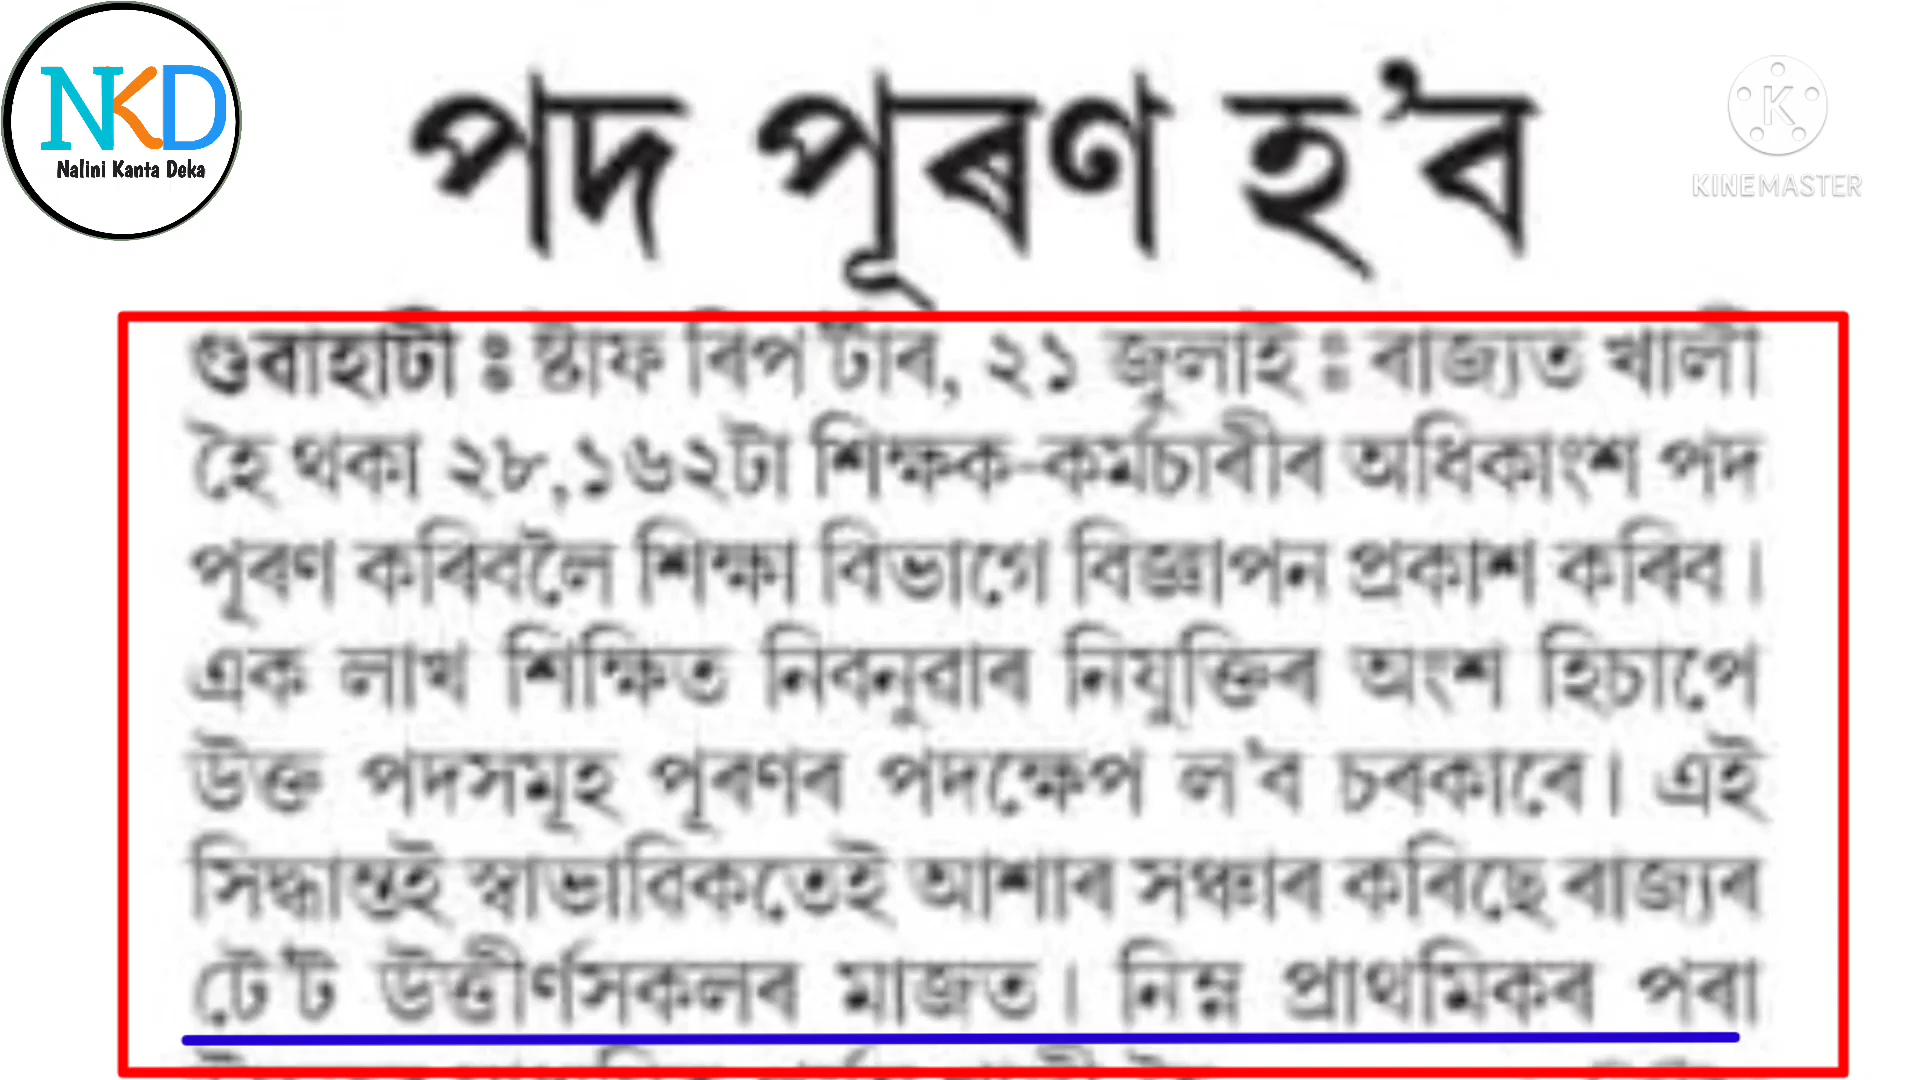 NKD
Nalini Kanta Deka
KINEMASTER
পদ পূৰণ হ'ব
গুৱাহাটী : ষ্টাফ ৰিপ'ৰ্টাৰ, ২১ জুলাই : ৰাজ্যত খালী
হৈ থকা ২৮,১৬২টা শিক্ষক-কৰ্মচাৰীৰ অধিকাংশ পদ
পূৰণ কৰিবলৈ শিক্ষা বিভাগে বিজ্ঞাপন প্ৰকাশ কৰিব।
এক লাখ শিক্ষিত নিবনুৱাৰ নিযুক্তিৰ অংশ হিচাপে
উক্ত পদসমূহ পূৰণৰ পদক্ষেপ ল'ব চৰকাৰে। এই
সিদ্ধান্তই স্বাভাৱিকতেই আশাৰ সঞ্চাৰ কৰিছে ৰাজ্যৰ
টে'ট উত্তীৰ্ণসকলৰ মাজত। নিম্ন প্ৰাথমিকৰ পৰা